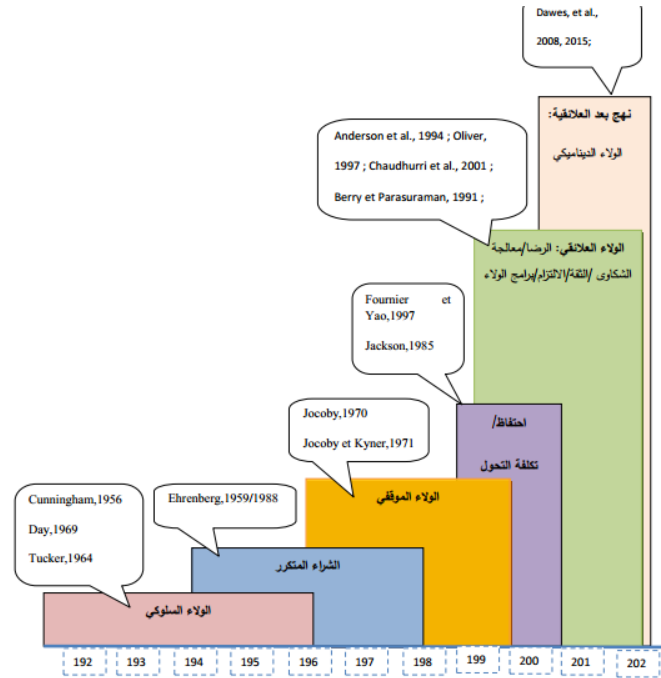 Dawes, et al.,
2008, 2015;
نهج بعد العلائقية:
الولاء الديناميكي
Anderson et al., 1994 ; Oliver,
1997 ; Chaudhurri et al., 2001 ;
Berry et Parasuraman, 1991 ;
الولاء العلائقي: الرضا/معالجة
الشكاوى /الثقة/الالتزام/برامج الولاء
Fournier et
Yao,1997
Jackson,1985
احتفاظ/
تكلفة التحول
Jocoby,1970
Jocoby et Kyner,1971
الولاء الموقفي
Ehrenberg,1959/1988
الشراء المتكرر
Cunningham,1956
Day,1969
Tucker,1964
الولاء السلوكي
192 193 194 195 196 197 198 199 200 201 202